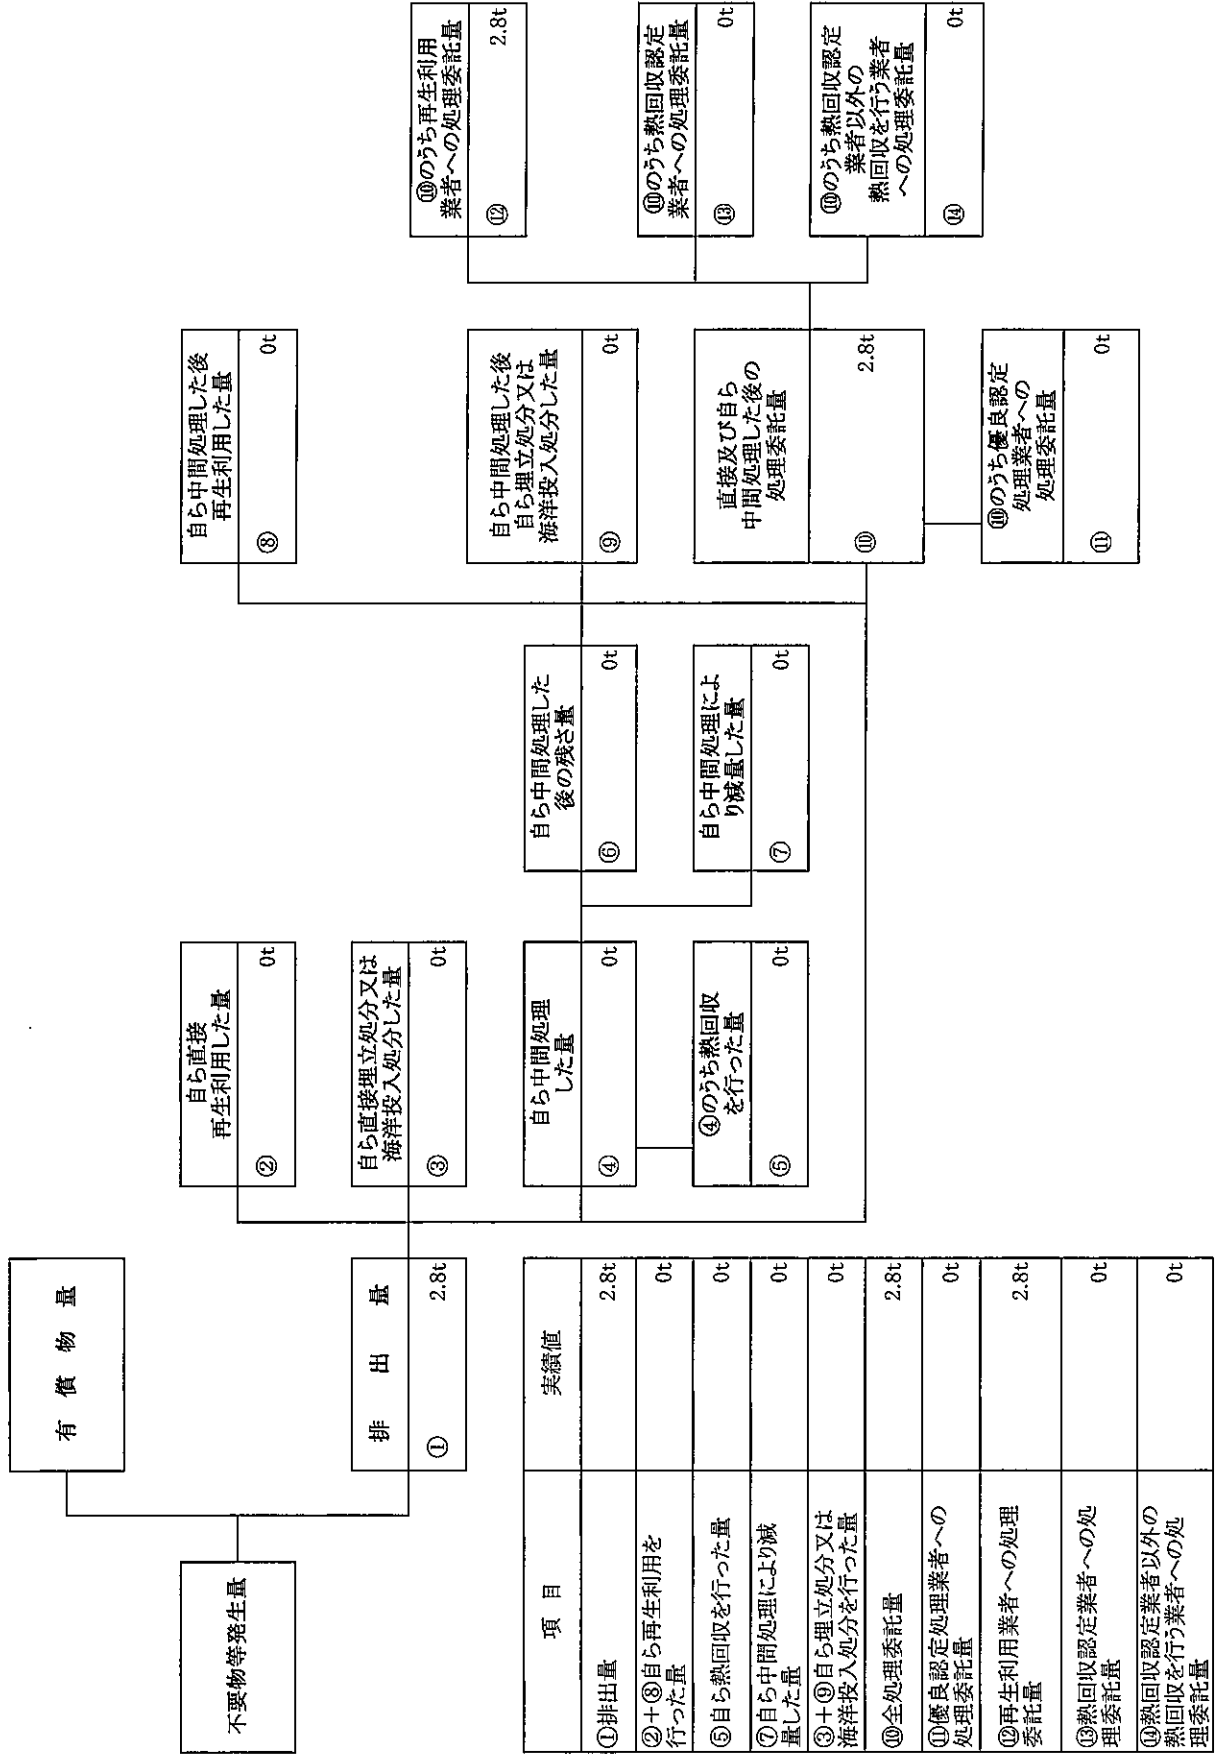 不要物等発生量
有償物量
排出量
① 2.8t
自ら直接
再生利用した量
② 0t
自ら直接埋立処分又は
海洋投入処分した量
③ 0t
自ら中間処理
した量
④ 0t
④のうち熱回収
を行った量
⑤ 0t
自ら中間処理した
後の残さ量
⑥ 0t
自ら中間処理によ
り減量した量
⑦ 0t
自ら中間処理した後
再生利用した量
⑧ 0t
自ら中間処理した後
自ら埋立処分又は
海洋投入処分した量
⑨ 0t
直接及び自ら
中間処理した後の
処理委託量
⑩ 2.8t
⑩のうち優良認定
処理業者への
処理委託量
⑪ 0t
⑩のうち再生利用
業者への処理委託量
⑫ 2.8t
⑩のうち熱回収認定
業者への処理委託量
⑬ 0t
⑩のうち熱回収認定
業者以外の
熱回収を行う業者
への処理委託量
⑭ 0t
項目 実績値
①排出量 2.8t
②+⑧自ら再生利用を
行った量 0t
⑤自ら熱回収を行った量 0t
⑦自ら中間処理により減
量した量 0t
③+⑨自ら埋立処分又は
海洋投入処分を行った量 0t
⑩全処理委託量 2.8t
⑪優良認定処理業者への
処理委託量 0t
⑫再生利用業者への処理
委託量 2.8t
⑬熱回収認定業者への処
理委託量 0t
⑭熱回収認定業者以外の
熱回収を行う業者への処
理委託量 0t